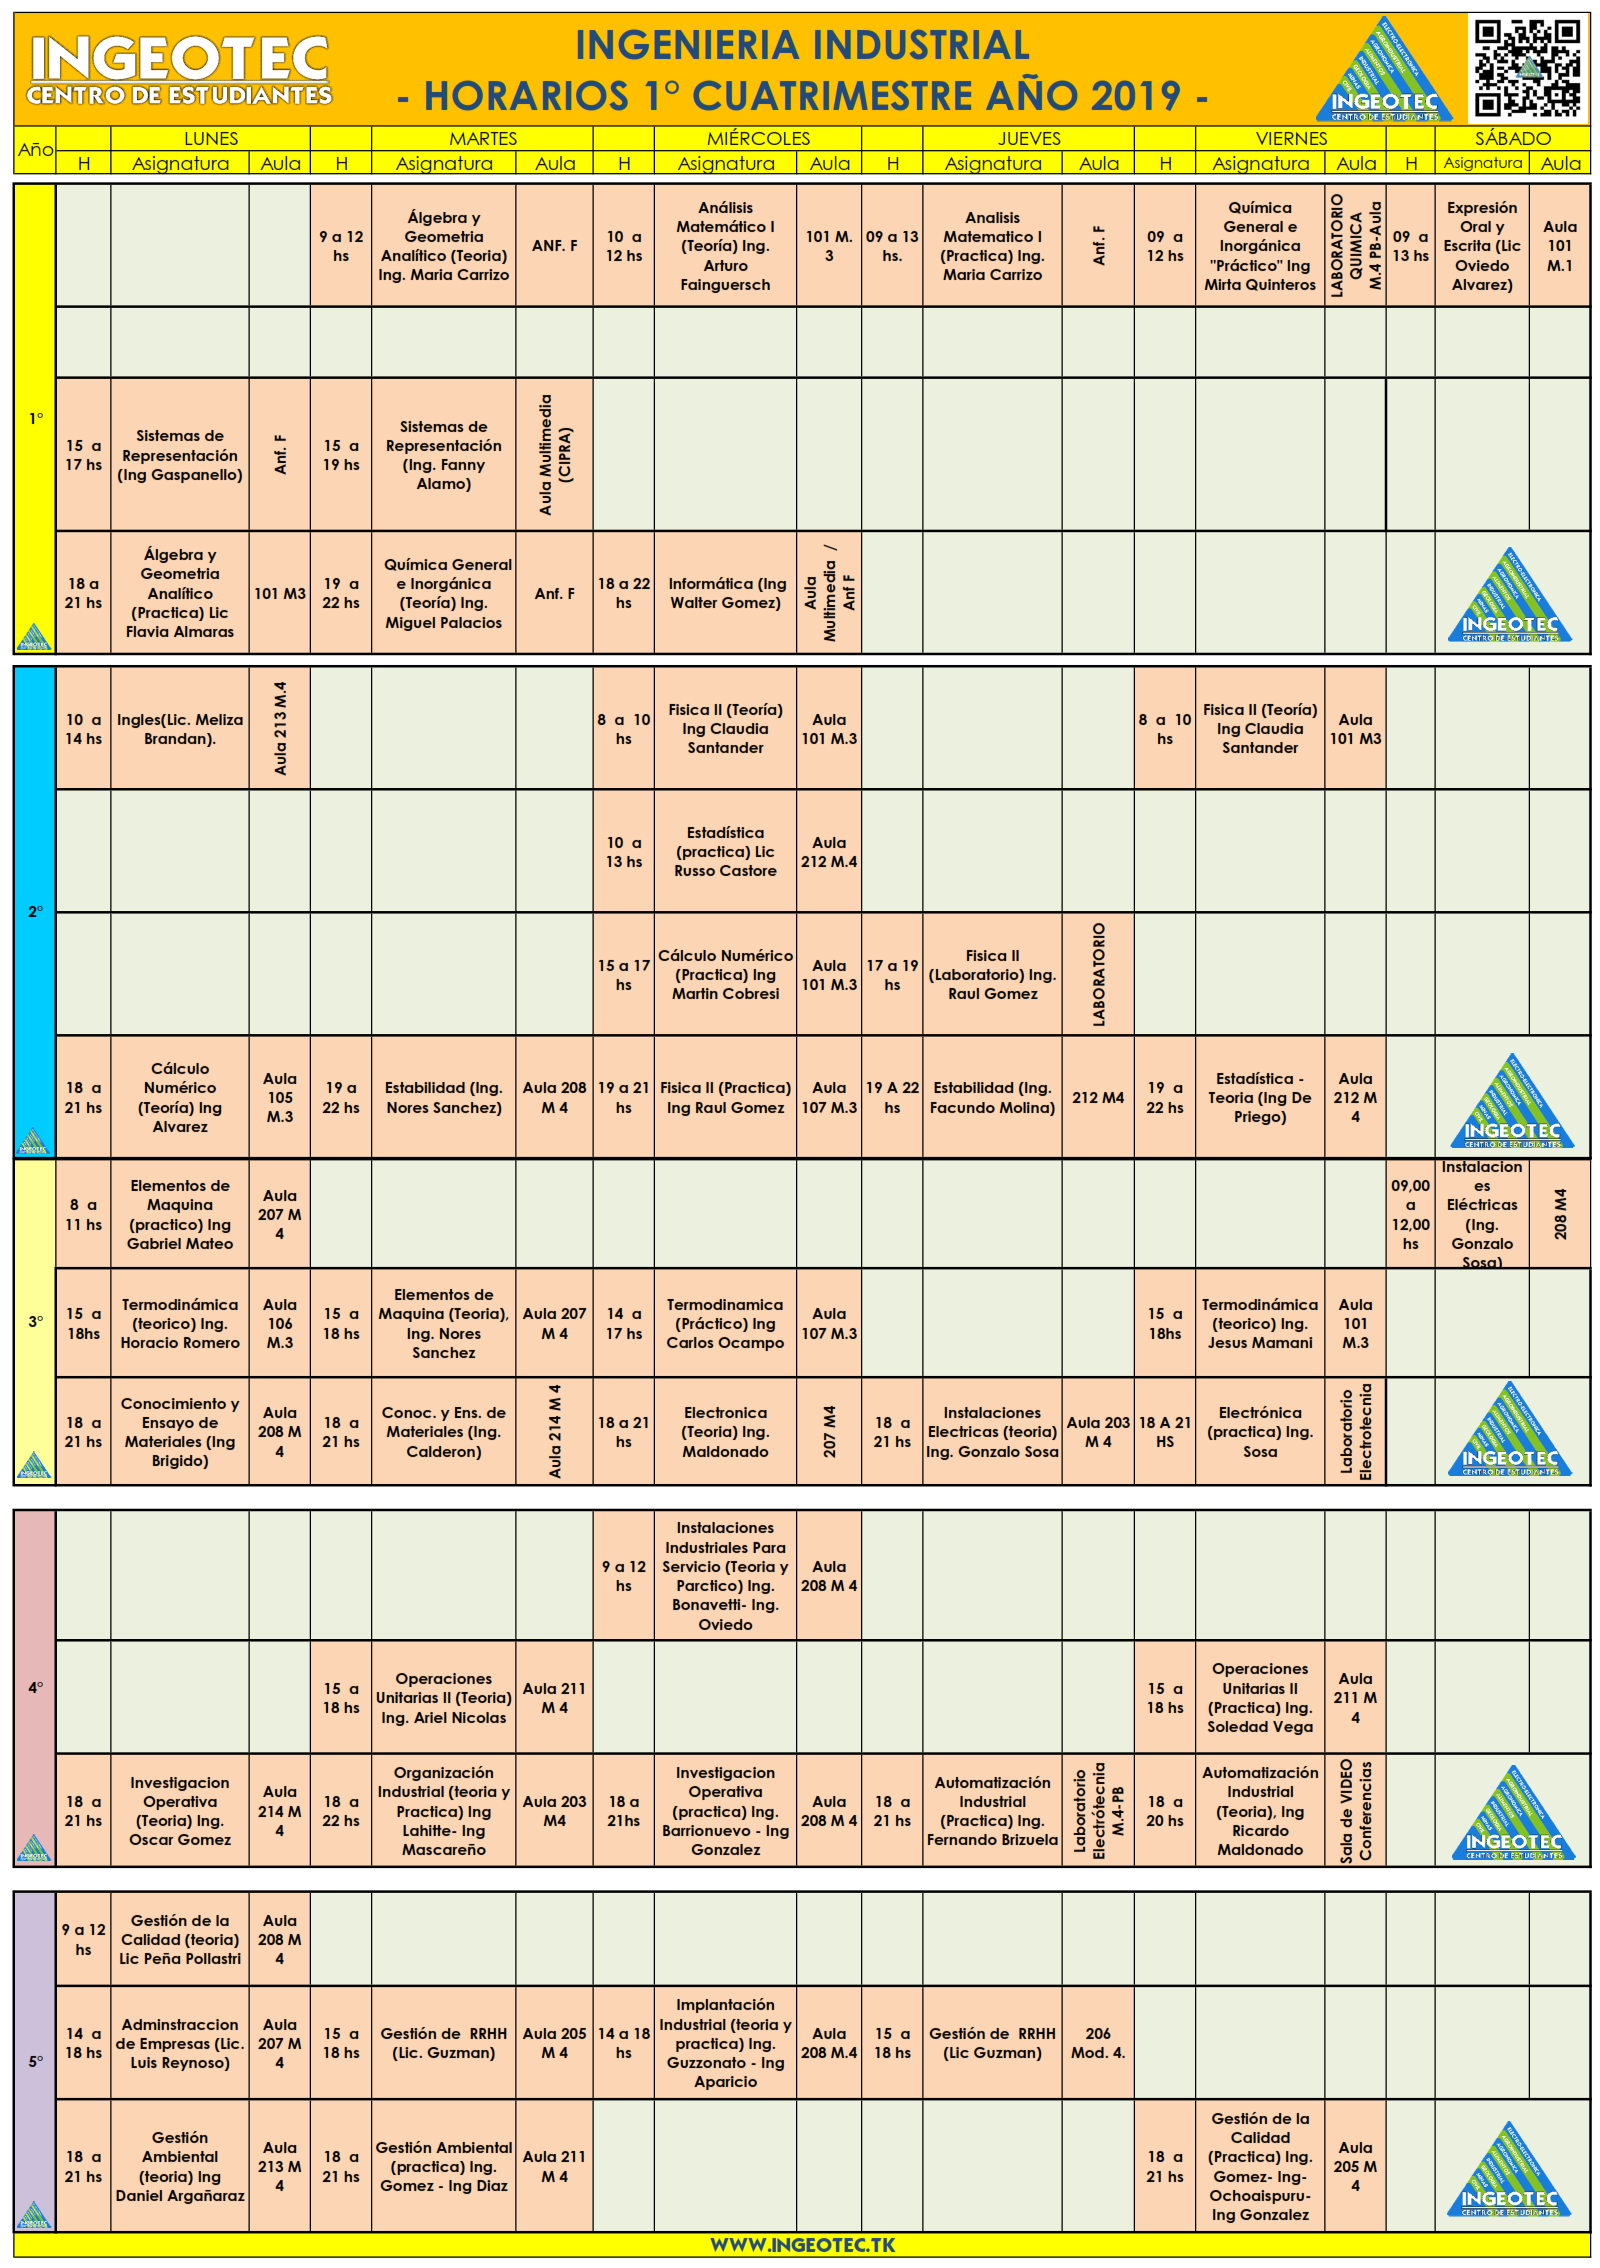 INGEOTEC
CENTRO DE ESTUDIANTES
INGENIERIA INDUSTRIAL
- HORARIOS 1° CUATRIMESTRE AÑO 2019 -
INGEOTEC
CENTRO DE ESTUDIANTES
Año
LUNES
MARTES
MIÉRCOLES
JUEVES
VIERNES
SÁBADO
H Asignatura Aula H Asignatura Aula H Asignatura Aula H Asignatura Aula H Asignatura Aula H Asignatura Aula
1°
9 a 12
hs
Álgebra y
Geometria
Analítico (Teoria)
Ing. Maria Carrizo
ANF. F
10 a
12 hs
Análisis
Matemático I
(Teoría) Ing.
Arturo
Fainguersch
101 M.
3
09 a 13
hs.
Analisis
Matematico I
(Practica) Ing.
Maria Carrizo
Anf. F
09 a
12 hs
Química
General e
Inorgánica
"Práctico" Ing
Mirta Quinteros
LABORATORIO
QUIMICA
M.4 PB-Aula
09 a
13 hs
Expresión
Oral y
Escrita (Lic
Oviedo
Alvarez)
Aula
101
M.1
15 a
17 hs
Sistemas de
Representación
(Ing Gaspanello)
Anf. F
15 a
19 hs
Sistemas de
Representación
(Ing. Fanny
Alamo)
Aula Multimedia
(CIPRA)
18 a
21 hs
Álgebra y
Geometria
Analítico
(Practica) Lic
Flavia Almaras
101 M3
19 a
22 hs
Química General
e Inorgánica
(Teoría) Ing.
Miguel Palacios
Anf. F
18 a 22
hs
Informática (Ing
Walter Gomez)
Aula
Multimedia /
Anf F
INGEOTEC
CENTRO DE ESTUDIANTES
2°
10 a
14 hs
Ingles(Lic. Meliza
Brandan).
Aula 213 M.4
8 a 10
hs
Fisica II (Teoría)
Ing Claudia
Santander
Aula
101 M.3
8 a 10
hs
Fisica II (Teoría)
Ing Claudia
Santander
Aula
101 M3
10 a
13 hs
Estadística
(practica) Lic
Russo Castore
Aula
212 M.4
15 a 17
hs
Cálculo Numérico
(Practica) Ing
Martin Cobresi
Aula
101 M.3
17 a 19
hs
Fisica II
(Laboratorio) Ing.
Raul Gomez
LABORATORIO
18 a
21 hs
Cálculo
Numérico
(Teoría) Ing
Alvarez
Aula
105
M.3
19 a
22 hs
Estabilidad (Ing.
Nores Sanchez)
Aula 208
M 4
19 a 21
hs
Fisica II (Practica)
Ing Raul Gomez
Aula
107 M.3
19 A 22
hs
Estabilidad (Ing.
Facundo Molina)
212 M4
19 a
22 hs
Estadística -
Teoria (Ing De
Priego)
Aula
212 M
4
INGEOTEC
CENTRO DE ESTUDIANTES
3°
8 a
11 hs
Elementos de
Maquina
(practico) Ing
Gabriel Mateo
Aula
207 M
4
09,00
a
12,00
hs
Instalacion
es
Eléctricas
(Ing.
Gonzalo
Sosa)
208 M4
15 a
18hs
Termodinámica
(teorico) Ing.
Horacio Romero
Aula
106
M.3
15 a
18 hs
Elementos de
Maquina (Teoria),
Ing. Nores
Sanchez
Aula 207
M 4
14 a
17 hs
Termodinamica
(Práctico) Ing
Carlos Ocampo
Aula
107 M.3
15 a
18hs
Termodinámica
(teorico) Ing.
Jesus Mamani
Aula
101
M.3
18 a
21 hs
Conocimiento y
Ensayo de
Materiales (Ing
Brigido)
Aula
208 M
4
18 a
21 hs
Conoc. y Ens. de
Materiales (Ing.
Calderon)
Aula 214 M 4
18 a 21
hs
Electronica
(Teoria) Ing.
Maldonado
207 M4
18 a
21 hs
Instalaciones
Electricas (teoria)
Ing. Gonzalo Sosa
Aula 203
M 4
18 A 21
HS
Electrónica
(practica) Ing.
Sosa
Laboratorio
Electrotecnia
INGEOTEC
CENTRO DE ESTUDIANTES
4°
9 a 12
hs
Instalaciones
Industriales Para
Servicio (Teoria y
Parctico) Ing.
Bonavetti- Ing.
Oviedo
Aula
208 M 4
15 a
18 hs
Operaciones
Unitarias II (Teoria)
Ing. Ariel Nicolas
Aula 211
M 4
15 a
18 hs
Operaciones
Unitarias II
(Practica) Ing.
Soledad Vega
Aula
211 M
4
18 a
21 hs
Investigacion
Operativa
(Teoria) Ing.
Oscar Gomez
Aula
214 M
4
18 a
22 hs
Organización
Industrial (teoria y
Practica) Ing
Lahitte- Ing
Mascareño
Aula 203
M4
18 a
21hs
Investigacion
Operativa
(practica) Ing.
Barrionuevo - Ing
Gonzalez
Aula
208 M 4
18 a
21 hs
Automatización
Industrial
(Practica) Ing.
Fernando Brizuela
Laboratorio
Electrótecnia
M.4-PB
18 a
20 hs
Automatización
Industrial
(Teoria), Ing
Ricardo
Maldonado
Sala de VIDEO
Conferencias
INGEOTEC
CENTRO DE ESTUDIANTES
5°
9 a 12
hs
Gestión de la
Calidad (teoria)
Lic Peña Pollastri
Aula
208 M
4
14 a
18 hs
Adminstraccion
de Empresas (Lic.
Luis Reynoso)
Aula
207 M
4
15 a
18 hs
Gestión de RRHH
(Lic. Guzman)
Aula 205
M 4
14 a 18
hs
Implantación
Industrial (teoria y
practica) Ing.
Guzzonato - Ing
Aparicio
Aula
208 M.4
15 a
18 hs
Gestión de RRHH
(Lic Guzman)
206
Mod. 4.
18 a
21 hs
Gestión
Ambiental
(teoria) Ing
Daniel Argañaraz
Aula
213 M
4
18 a
21 hs
Gestión Ambiental
(practica) Ing.
Gomez - Ing Diaz
Aula 211
M 4
18 a
21 hs
Gestión de la
Calidad
(Practica) Ing.
Gomez- Ing-
Ochoaispuru-
Ing Gonzalez
Aula
205 M
4
INGEOTEC
CENTRO DE ESTUDIANTES
WWW.INGEOTEC.TK